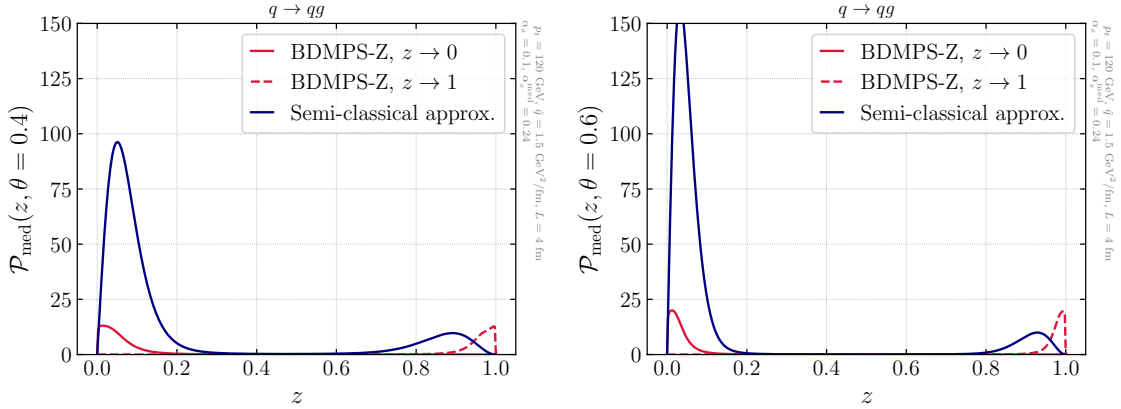 q → qg
150
125
100
75
50
25
0
0.0 0.2 0.4 0.6 0.8 1.0
z
𝒫_med(z, θ = 0.4)
BDMPS-Z, z → 0
BDMPS-Z, z → 1
Semi-classical approx.
p_t = 120 GeV, q̂ = 1.5 GeV²/fm, L = 4 fm
α_s = 0.1, α_s^med = 0.24
q → qg
150
125
100
75
50
25
0
0.0 0.2 0.4 0.6 0.8 1.0
z
𝒫_med(z, θ = 0.6)
BDMPS-Z, z → 0
BDMPS-Z, z → 1
Semi-classical approx.
p_t = 120 GeV, q̂ = 1.5 GeV²/fm, L = 4 fm
α_s = 0.1, α_s^med = 0.24